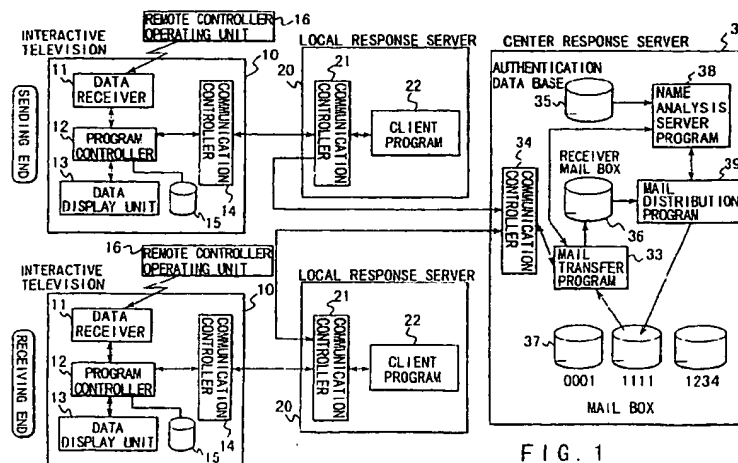 REMOTE CONTROLLER
OPERATING UNIT
16
INTERACTIVE
TELEVISION
10
11
DATA
RECEIVER
12
PROGRAM
CONTROLLER
13
DATA
DISPLAY UNIT
15
COMMUNICATION
CONTROLLER
14
SENDING END
LOCAL RESPONSE SERVER
20
21
COMMUNICATION
CONTROLLER
22
CLIENT
PROGRAM
16
REMOTE CONTROLLER
OPERATING UNIT
INTERACTIVE
TELEVISION
10
11
DATA
RECEIVER
12
PROGRAM
CONTROLLER
13
DATA
DISPLAY UNIT
15
COMMUNICATION
CONTROLLER
14
RECEIVING END
LOCAL RESPONSE SERVER
20
21
COMMUNICATION
CONTROLLER
22
CLIENT
PROGRAM
CENTER RESPONSE SERVER
AUTHENTICATION
DATA BASE
35
38
NAME
ANALYSIS
SERVER
PROGRAM
34
COMMUNICATION
CONTROLLER
RECEIVER
MAIL BOX
36
39
MAIL
DISTRIBUTION
PROGRAM
MAIL
TRANSFER
PROGRAM
33
37
0001
1111
1234
MAIL BOX
FIG. 1